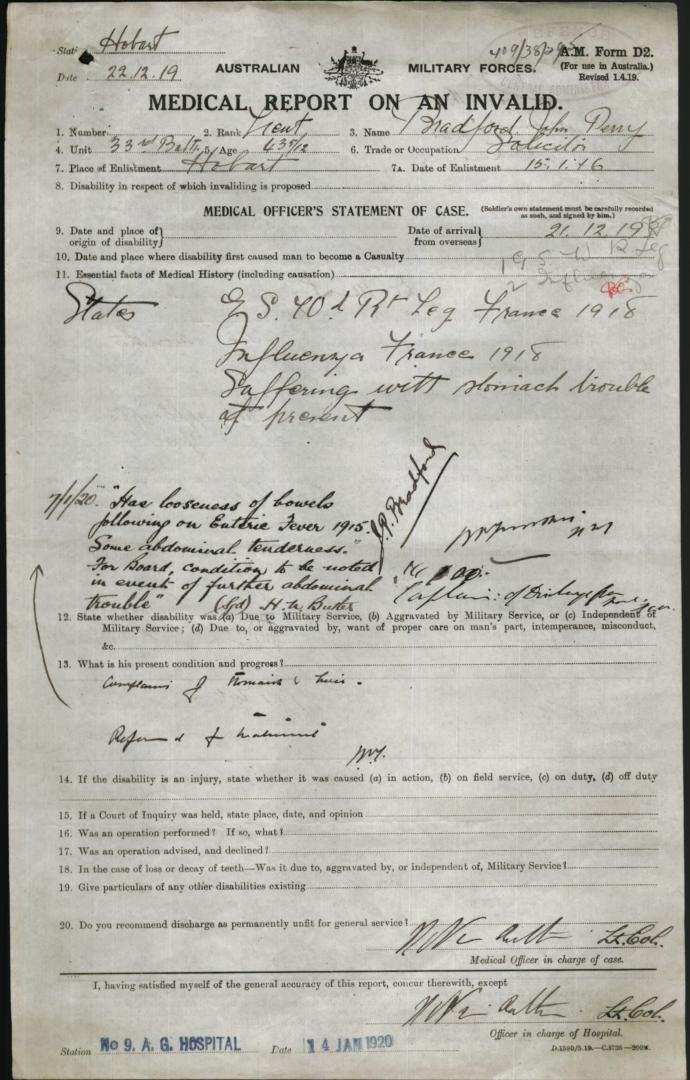 Station Hobart
Date 22.12.19
409/38/
A.M. Form D2.
(For use in Australia.)
Revised 1.4.19.
AUSTRALIAN MILITARY FORCES.
MEDICAL REPORT ON AN INVALID.
1. Number 2. Rank Lieut 3. Name Bradford John Perry
4. Unit 33rd Battn 5. Age 43 5/12 6. Trade or Occupation Solicitor
7. Place of Enlistment Hobart 7A. Date of Enlistment 15.1.16
8. Disability in respect of which invaliding is proposed
MEDICAL OFFICER'S STATEMENT OF CASE. (Soldier's own statement must be carefully recorded as such, and signed by him.)
9. Date and place of origin of disability} Date of arrival from overseas} 21.12.19
10. Date and place where disability first caused man to become a Casualty
1 G S W R Leg
2 Influenza
11. Essential facts of Medical History (including causation)
States G.S. Wd Rt Leg France 1918
Influenza France 1918
Suffering with stomach trouble
at present
J.P. Bradford
7/1/20 "Has looseness of bowels
following on Enteric Fever 1915.
Some abdominal tenderness."
For Board, condition to be noted
in event of further abdominal
trouble" (Sgd) H. N. Butler
12. State whether disability was (a) Due to Military Service, (b) Aggravated by Military Service, or (c) Independent of
Military Service; (d) Due to, or aggravated by, want of proper care on man's part, intemperance, misconduct,
&c.
13. What is his present condition and progress?
Complains of
14. If the disability is an injury, state whether it was caused (a) in action, (b) on field service, (c) on duty, (d) off duty
15. If a Court of Inquiry was held, state place, date, and opinion
16. Was an operation performed? If so, what?
17. Was an operation advised, and declined?
18. In the case of loss or decay of teeth—Was it due to, aggravated by, or independent of, Military Service?
19. Give particulars of any other disabilities existing
20. Do you recommend discharge as permanently unfit for general service?
Lt. Col.
Medical Officer in charge of case.
I, having satisfied myself of the general accuracy of this report, concur therewith, except
Lt. Col.
Officer in charge of Hospital.
Station No 9. A. G. HOSPITAL Date 14 JAN 1920
D.1590/5.19.—C.5726—200M.